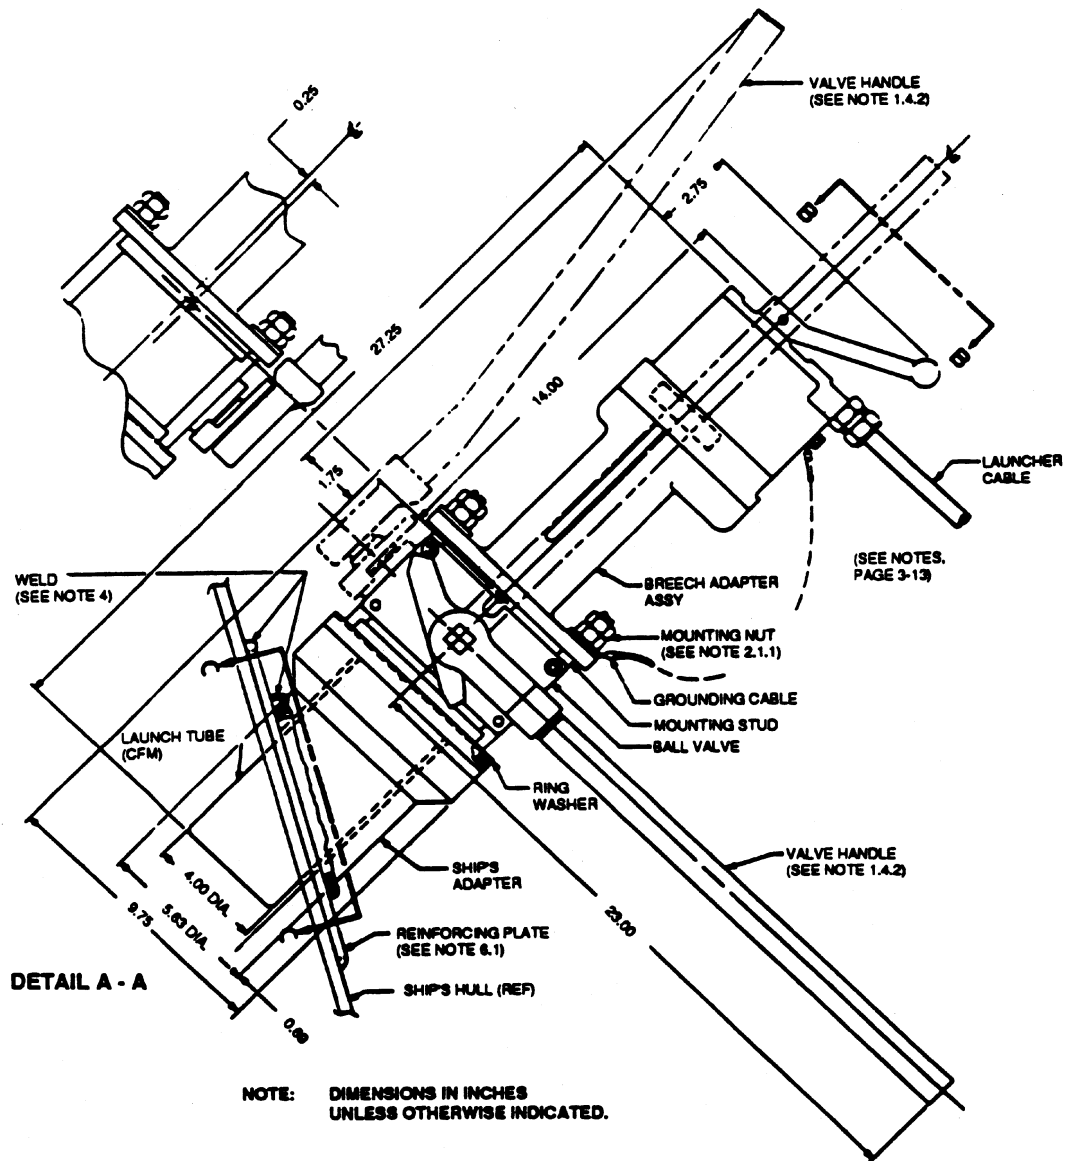 VALVE HANDLE
(SEE NOTE 1.4.2)
0.25
2.75
B
B
27.25
14.00
1.75
LAUNCHER
CABLE
(SEE NOTES,
PAGE 3-13)
WELD
(SEE NOTE 4)
BREECH ADAPTER
ASSY
MOUNTING NUT
(SEE NOTE 2.1.1)
GROUNDING CABLE
MOUNTING STUD
BALL VALVE
LAUNCH TUBE
(CFM)
RING
WASHER
SHIP'S
ADAPTER
VALVE HANDLE
(SEE NOTE 1.4.2)
4.00 DIA.
5.63 DIA.
9.75
23.00
REINFORCING PLATE
(SEE NOTE 6.1)
DETAIL A - A
SHIP'S HULL (REF)
C
C
NOTE: DIMENSIONS IN INCHES
UNLESS OTHERWISE INDICATED.